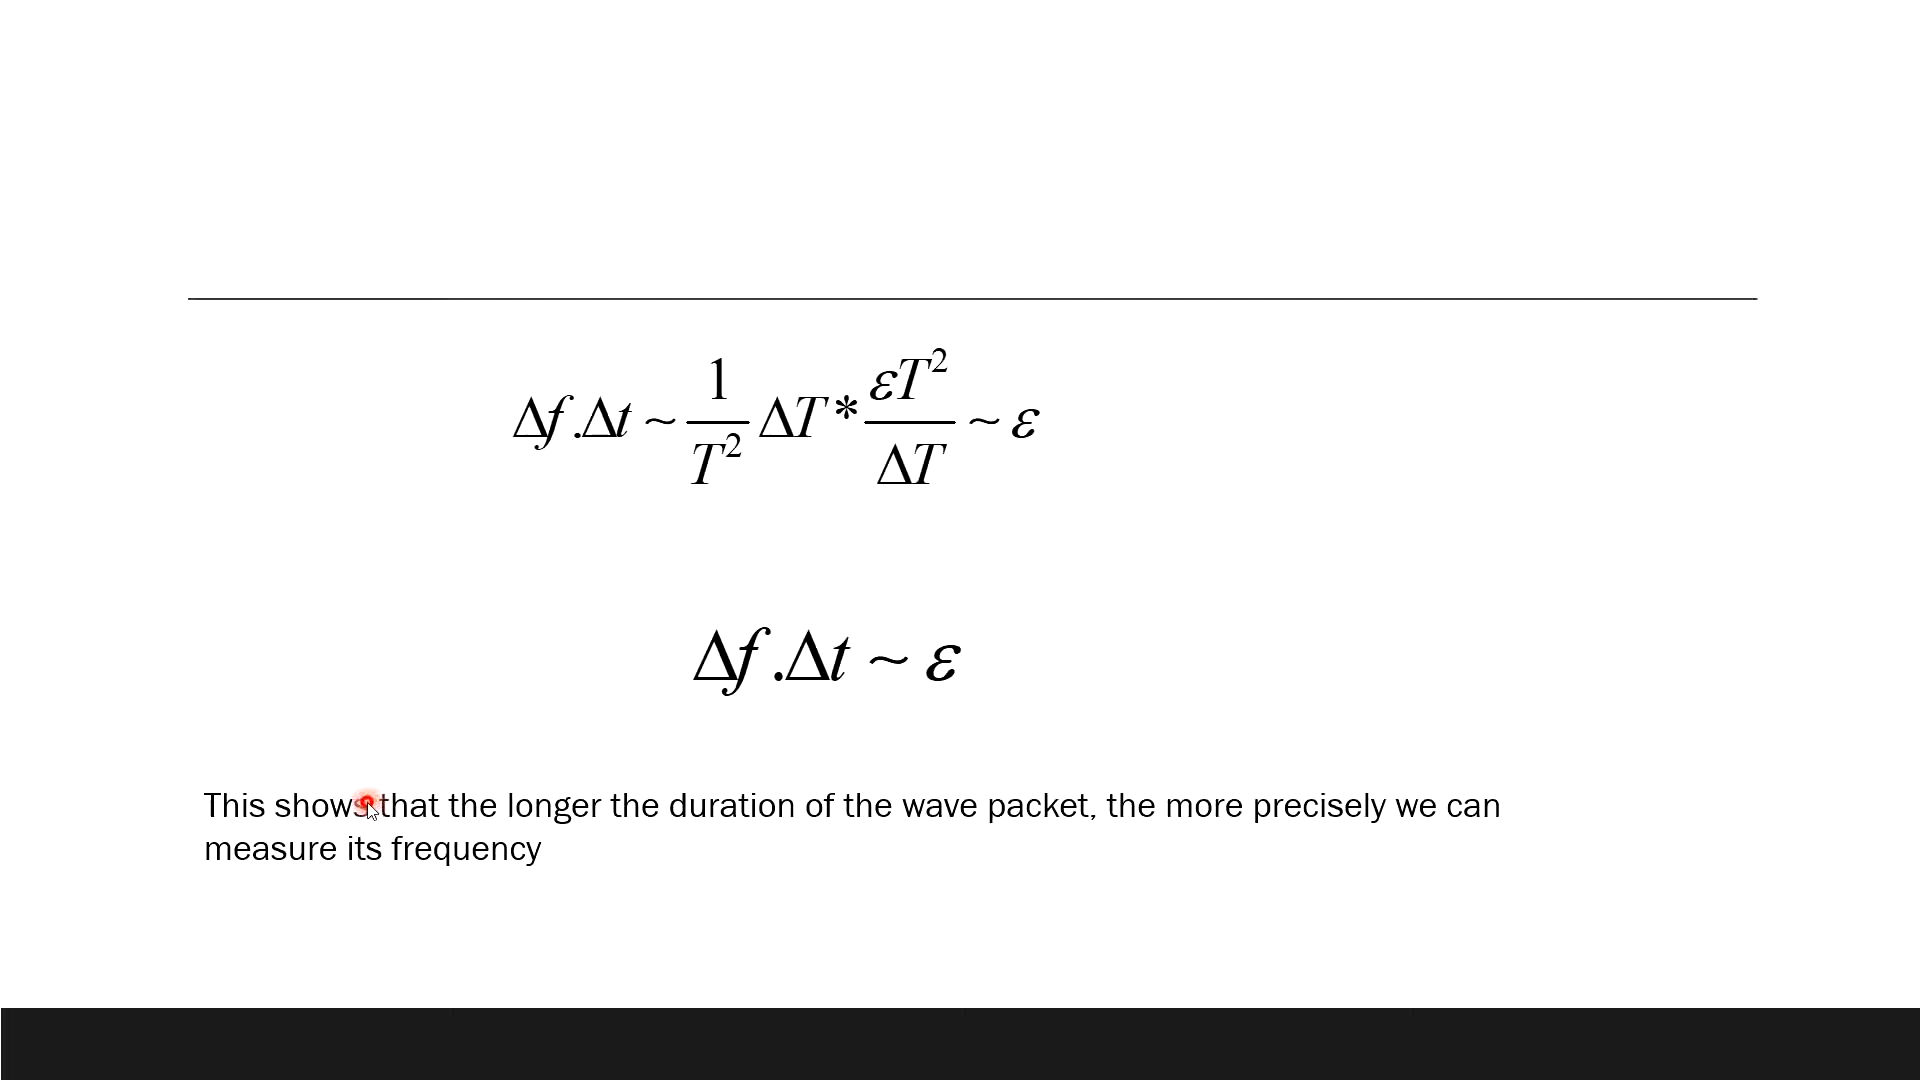 Δf.Δt ~ 1/T² ΔT * εT²/ΔT ~ ε
Δf.Δt ~ ε
This shows that the longer the duration of the wave packet, the more precisely we can
measure its frequency